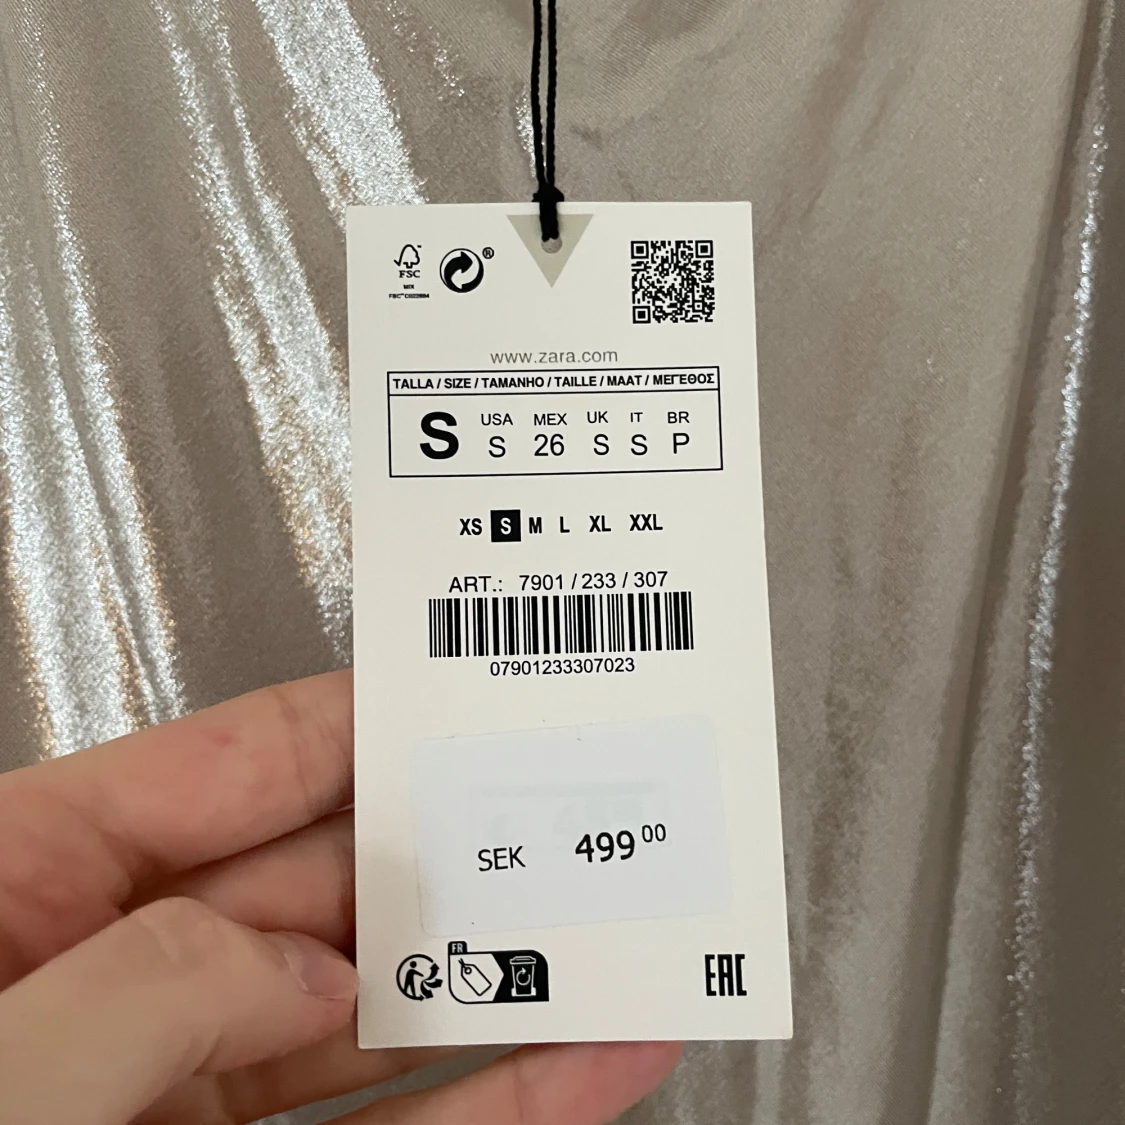 FSC
MIX
®
www.zara.com
TALLA / SIZE / TAMANHO / TAILLE / MAAT / ΜΕΓΕΘΟΣ
S USA MEX UK IT BR
S 26 S S P
XS S M L XL XXL
ART.: 7901 / 233 / 307
07901233307023
SEK 499 00
FR
EAC